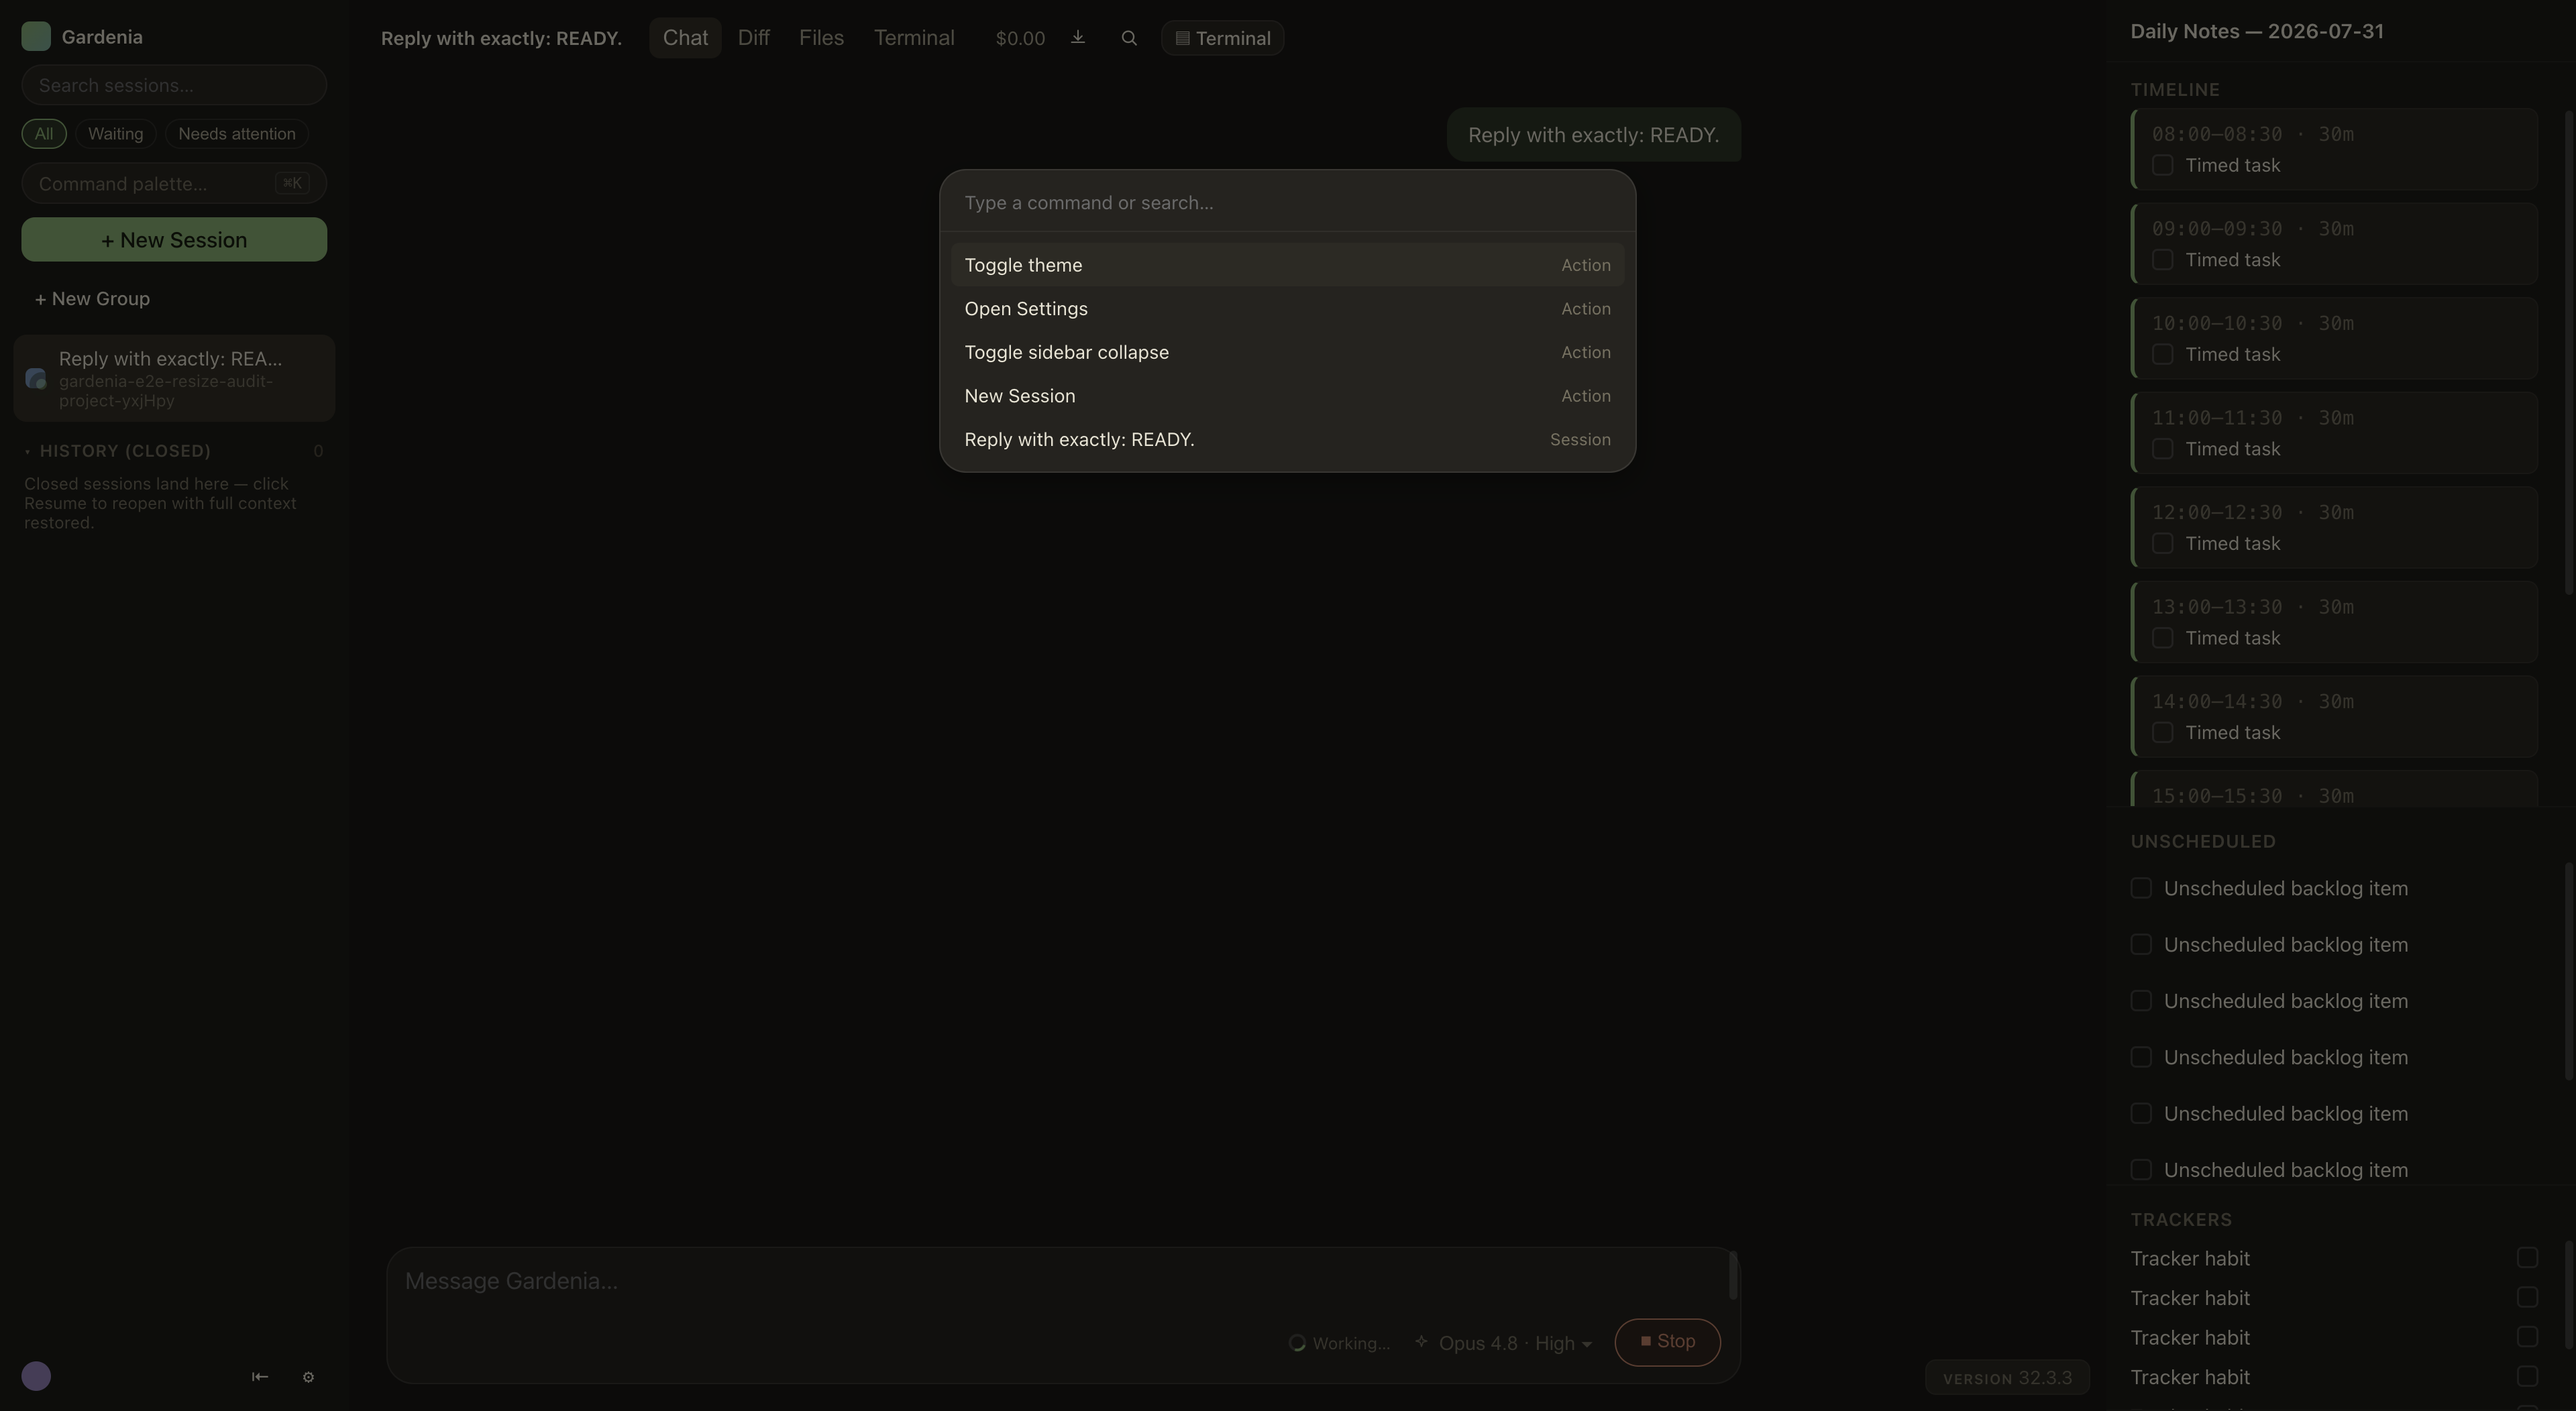 Gardenia
Search sessions...
All
Waiting
Needs attention
Command palette...
⌘K
+ New Session
+ New Group
Reply with exactly: REA...
gardenia-e2e-resize-audit-
project-yxjHpy
HISTORY (CLOSED)
0
Closed sessions land here — click
Resume to reopen with full context
restored.
Reply with exactly: READY.
Chat
Diff
Files
Terminal
$0.00
Terminal
Reply with exactly: READY.
Type a command or search...
Toggle theme
Action
Open Settings
Action
Toggle sidebar collapse
Action
New Session
Action
Reply with exactly: READY.
Session
Message Gardenia...
Working...
Opus 4.8 · High
Stop
VERSION 32.3.3
Daily Notes — 2026-07-31
TIMELINE
08:00–08:30 · 30m
Timed task
09:00–09:30 · 30m
Timed task
10:00–10:30 · 30m
Timed task
11:00–11:30 · 30m
Timed task
12:00–12:30 · 30m
Timed task
13:00–13:30 · 30m
Timed task
14:00–14:30 · 30m
Timed task
15:00–15:30 · 30m
UNSCHEDULED
Unscheduled backlog item
Unscheduled backlog item
Unscheduled backlog item
Unscheduled backlog item
Unscheduled backlog item
Unscheduled backlog item
TRACKERS
Tracker habit
Tracker habit
Tracker habit
Tracker habit